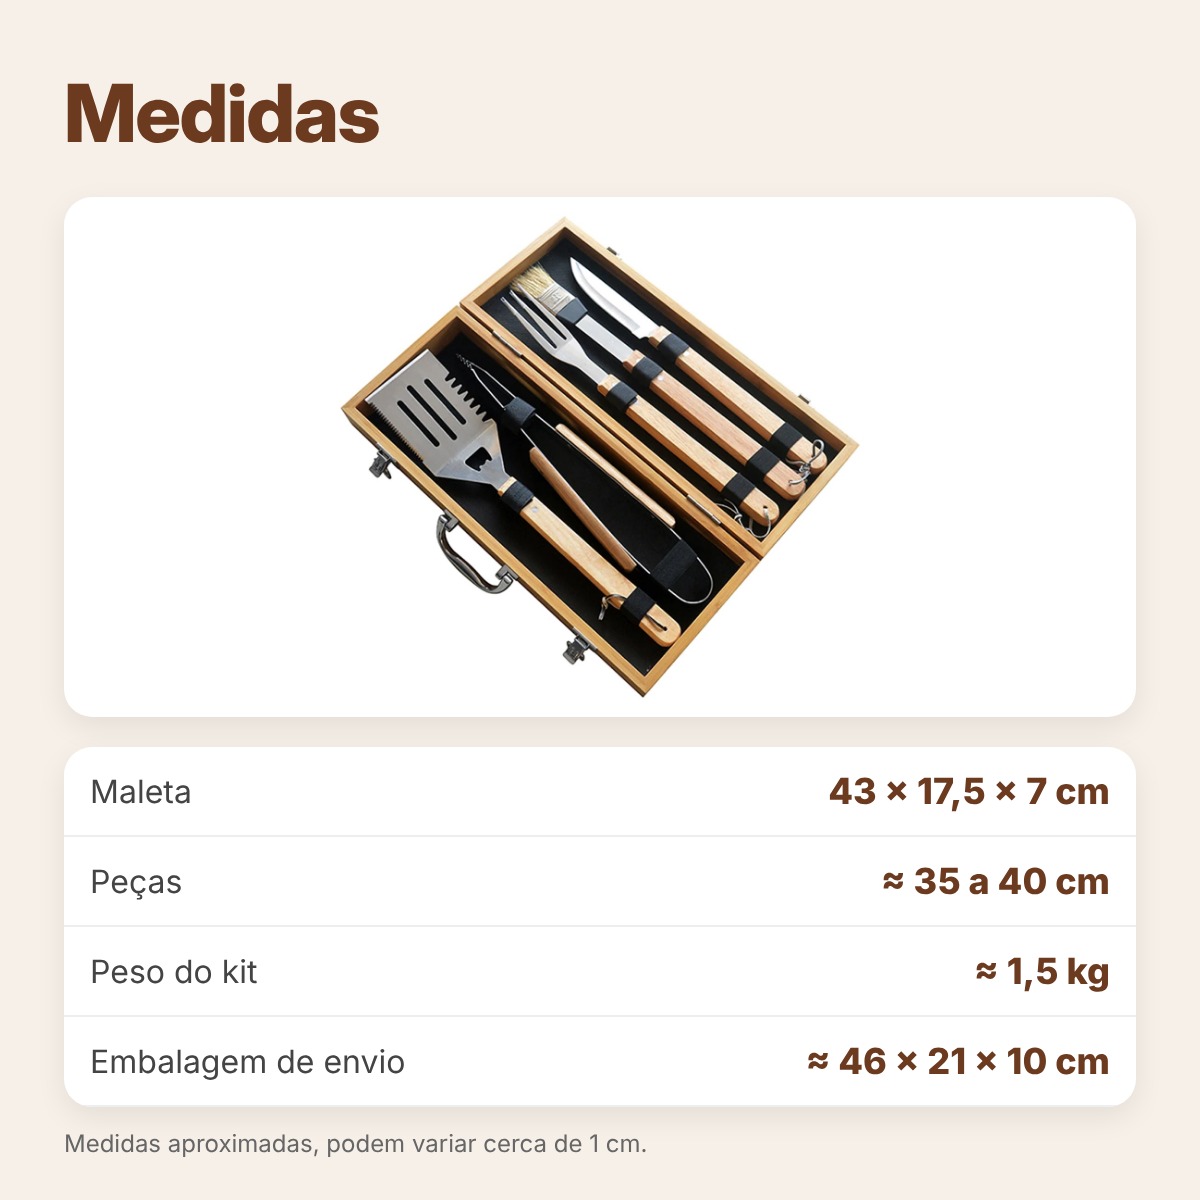 Medidas
Maleta
43 × 17,5 × 7 cm
Peças
≈ 35 a 40 cm
Peso do kit
≈ 1,5 kg
Embalagem de envio
≈ 46 × 21 × 10 cm
Medidas aproximadas, podem variar cerca de 1 cm.